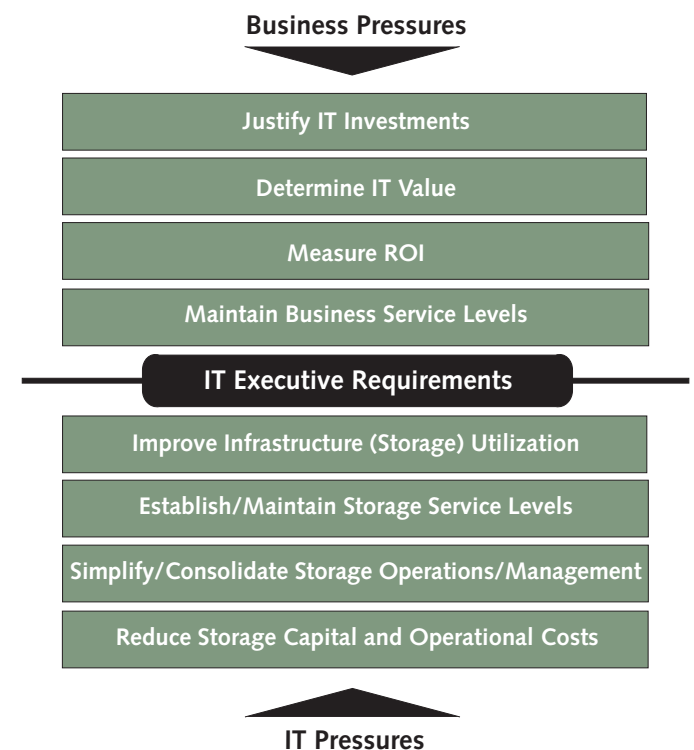 Business Pressures
Justify IT Investments
Determine IT Value
Measure ROI
Maintain Business Service Levels
IT Executive Requirements
Improve Infrastructure (Storage) Utilization
Establish/Maintain Storage Service Levels
Simplify/Consolidate Storage Operations/Management
Reduce Storage Capital and Operational Costs
IT Pressures